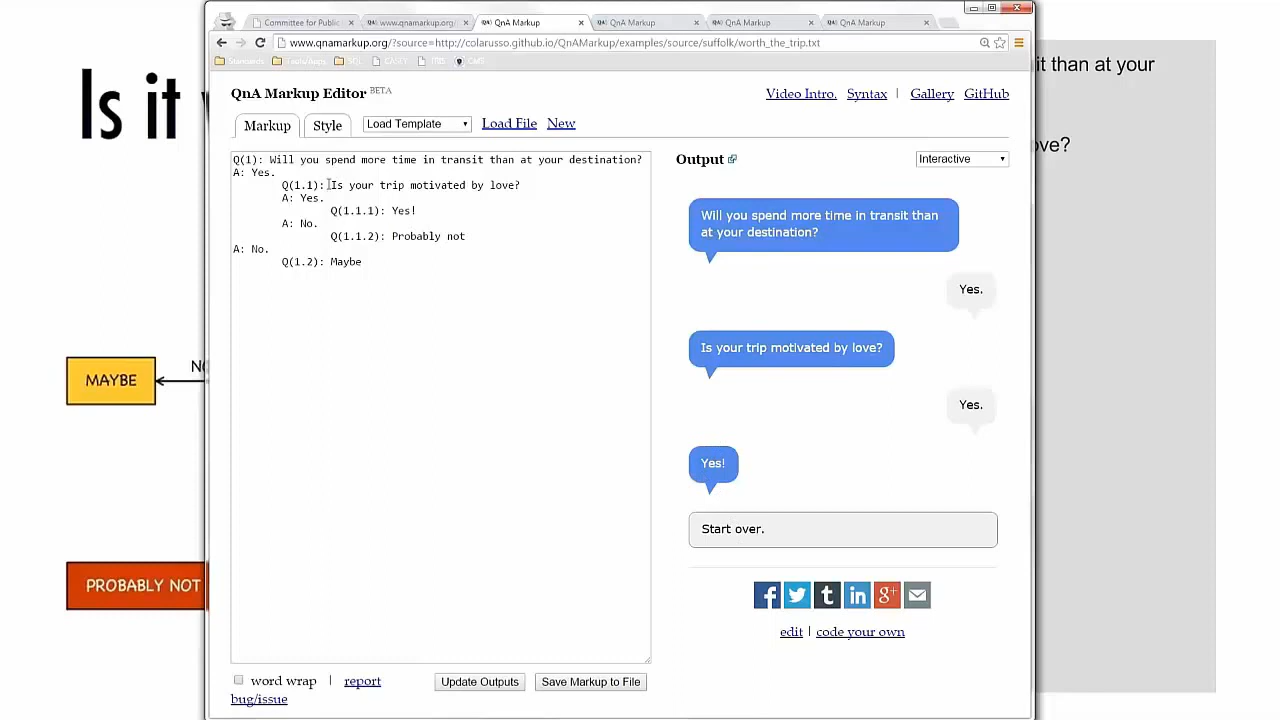 Committee for Public
www.qnamarkup.org/
QnA Markup
QnA Markup
QnA Markup
QnA Markup
www.qnamarkup.org/?source=http://colarusso.github.io/QnAMarkup/examples/source/suffolk/worth_the_trip.txt
Is it
it than at your
ove?
QnA Markup Editor BETA
Video Intro. Syntax | Gallery GitHub
Markup Style Load Template Load File New
Q(1): Will you spend more time in transit than at your destination?
A: Yes.
Q(1.1): Is your trip motivated by love?
A: Yes.
Q(1.1.1): Yes!
A: No.
Q(1.1.2): Probably not
A: No.
Q(1.2): Maybe
Output Interactive
Will you spend more time in transit than
at your destination?
Yes.
Is your trip motivated by love?
Yes.
Yes!
Start over.
edit | code your own
MAYBE
PROBABLY NOT
word wrap | report
bug/issue
Update Outputs Save Markup to File